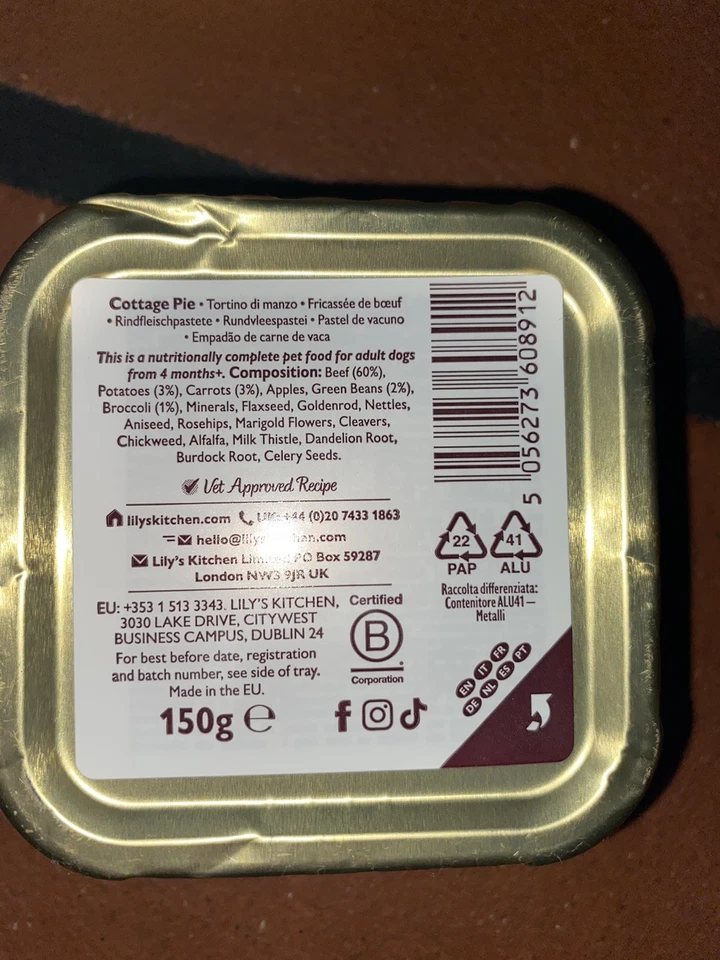 Cottage Pie • Tortino di manzo • Fricassée de bœuf
• Rindfleischpastete • Rundvleespastei • Pastel de vacuno
• Empadão de carne de vaca
This is a nutritionally complete pet food for adult dogs
from 4 months+. Composition: Beef (60%),
Potatoes (3%), Carrots (3%), Apples, Green Beans (2%),
Broccoli (1%), Minerals, Flaxseed, Goldenrod, Nettles,
Aniseed, Rosehips, Marigold Flowers, Cleavers,
Chickweed, Alfalfa, Milk Thistle, Dandelion Root,
Burdock Root, Celery Seeds.
Vet Approved Recipe
lilyskitchen.com UK: +44 (0)20 7433 1863
Lily's Kitchen Limited PO Box 59287
London NW3 9JR UK
EU: +353 1 513 3343. LILY'S KITCHEN,
3030 LAKE DRIVE, CITYWEST
BUSINESS CAMPUS, DUBLIN 24
For best before date, registration
and batch number, see side of tray.
Made in the EU.
150g e
Certified
B
Corporation
5 056273 608912
22
PAP
41
ALU
Raccolta differenziata:
Contenitore ALU41 –
Metalli
EN IT FR
DE NL ES PT